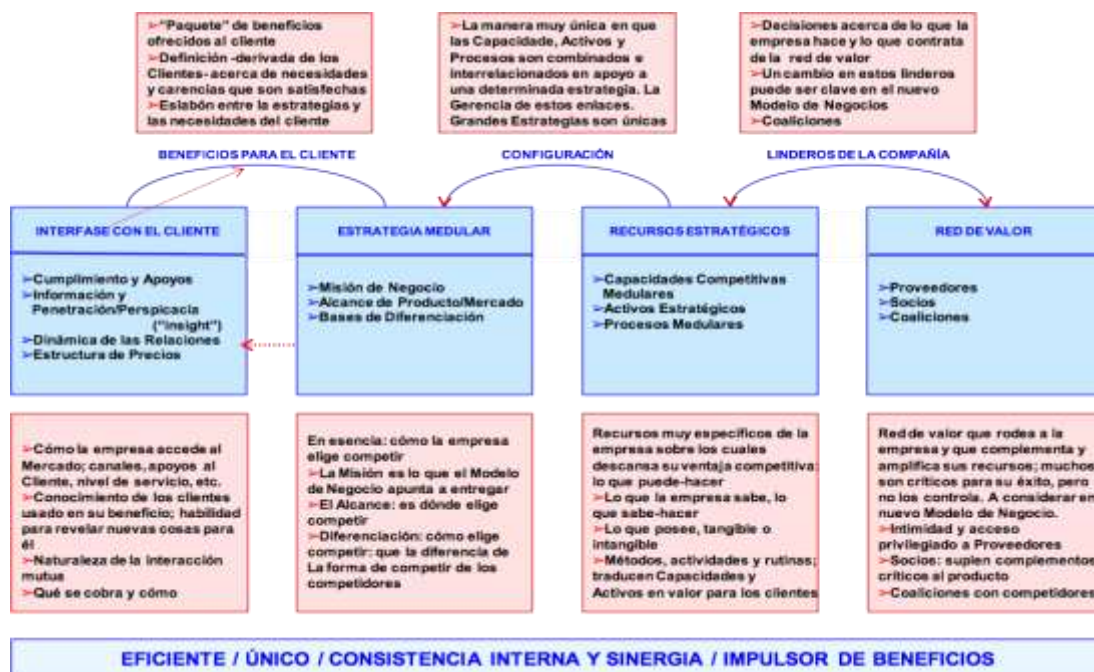 ➢“Paquete” de beneficios
ofrecidos al cliente
➢Definición -derivada de los
Clientes- acerca de necesidades
y carencias que son satisfechas
➢Eslabón entre la estrategias y
las necesidades del cliente
➢La manera muy única en que
las Capacidade, Activos y
Procesos son combinados e
interrelacionados en apoyo a
una determinada estrategia. La
Gerencia de estos enlaces.
Grandes Estrategias son únicas
➢Decisiones acerca de lo que la
empresa hace y lo que contrata
de la red de valor
➢Un cambio en estos linderos
puede ser clave en el nuevo
Modelo de Negocios
➢Coaliciones
BENEFICIOS PARA EL CLIENTE
CONFIGURACIÓN
LINDEROS DE LA COMPAÑÍA
INTERFASE CON EL CLIENTE
➢Cumplimiento y Apoyos
➢Información y
Penetración/Perspicacia
(“insight”)
➢Dinámica de las Relaciones
➢Estructura de Precios
ESTRATEGIA MEDULAR
➢Misión de Negocio
➢Alcance de Producto/Mercado
➢Bases de Diferenciación
RECURSOS ESTRATÉGICOS
➢Capacidades Competitivas
Medulares
➢Activos Estratégicos
➢Procesos Medulares
RED DE VALOR
➢Proveedores
➢Socios
➢Coaliciones
➢Cómo la empresa accede al
Mercado; canales, apoyos al
Cliente, nivel de servicio, etc.
➢Conocimiento de los clientes
usado en su beneficio; habilidad
para revelar nuevas cosas para
él
➢Naturaleza de la interacción
mutus
➢Qué se cobra y cómo
En esencia: cómo la empresa
elige competir
➢La Misión es lo que el Modelo
de Negocio apunta a entregar
➢El Alcance: es dónde elige
competir
➢Diferenciación: cómo elige
competir: que la diferencia de
La forma de competir de los
competidores
Recursos muy específicos de la
empresa sobre los cuales
descansa su ventaja competitiva:
lo que puede-hacer
➢Lo que la empresa sabe, lo
que sabe-hacer
➢Lo que posee, tangible o
intangible
➢Métodos, actividades y rutinas;
traducen Capacidades y
Activos en valor para los clientes
Red de valor que rodea a la
empresa y que complementa y
amplifica sus recursos; muchos
son críticos para su éxito, pero
no los controla. A considerar en
nuevo Modelo de Negocio.
➢Intimidad y acceso
privilegiado a Proveedores
➢Socios: suplen complementos
críticos al producto
➢Coaliciones con competidores
EFICIENTE / ÚNICO / CONSISTENCIA INTERNA Y SINERGIA / IMPULSOR DE BENEFICIOS